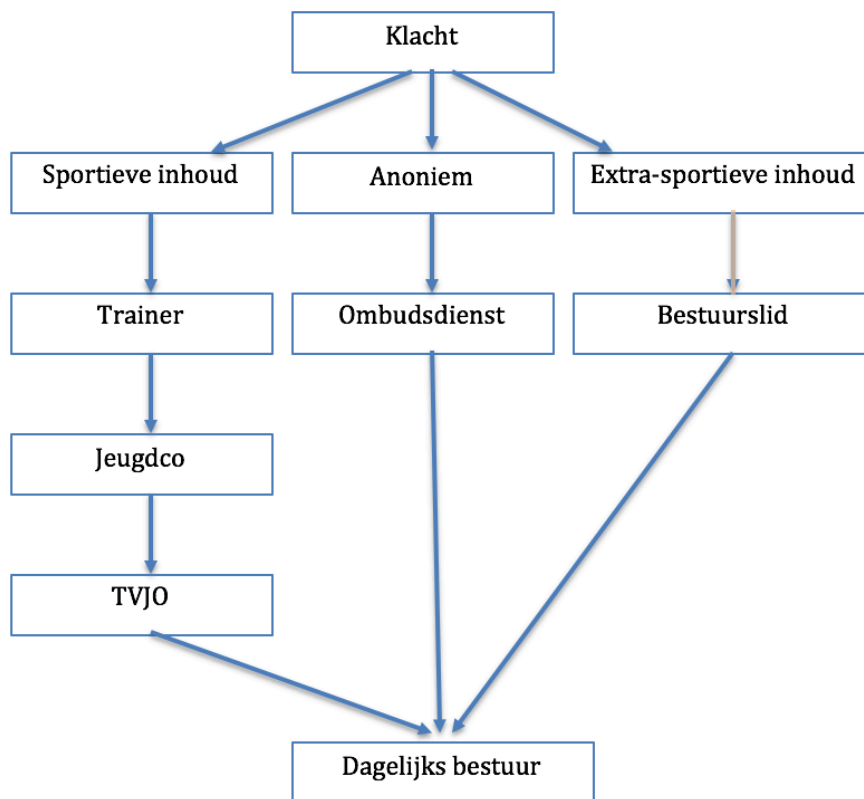 Klacht
Sportieve inhoud
Anoniem
Extra-sportieve inhoud
Trainer
Ombudsdienst
Bestuurslid
Jeugdco
TVJO
Dagelijks bestuur